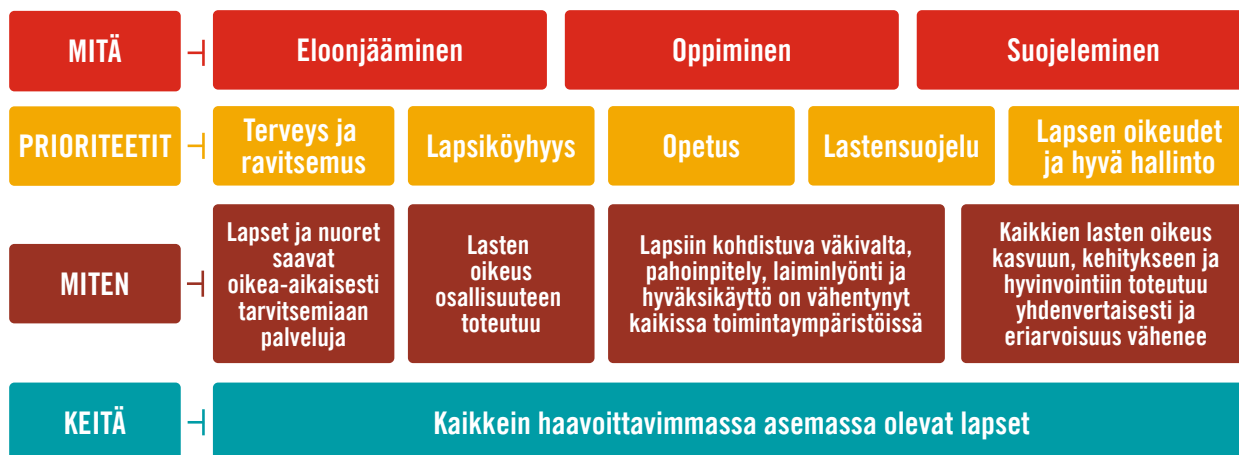 MITÄ
Eloonjääminen
Oppiminen
Suojeleminen
PRIORITEETIT
Terveys ja
ravitsemus
Lapsiköyhyys
Opetus
Lastensuojelu
Lapsen oikeudet
ja hyvä hallinto
MITEN
Lapset ja nuoret
saavat
oikea-aikaisesti
tarvitsemiaan
palveluja
Lasten
oikeus
osallisuuteen
toteutuu
Lapsiin kohdistuva väkivalta,
pahoinpitely, laiminlyönti ja
hyväksikäyttö on vähentynyt
kaikissa toimintaympäristöissä
Kaikkien lasten oikeus
kasvuun, kehitykseen ja
hyvinvointiin toteutuu
yhdenvertaisesti ja
eriarvoisuus vähenee
KEITÄ
Kaikkein haavoittavimmassa asemassa olevat lapset